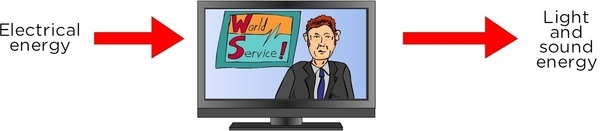 Electrical
energy
World
Service!
Light
and
sound
energy